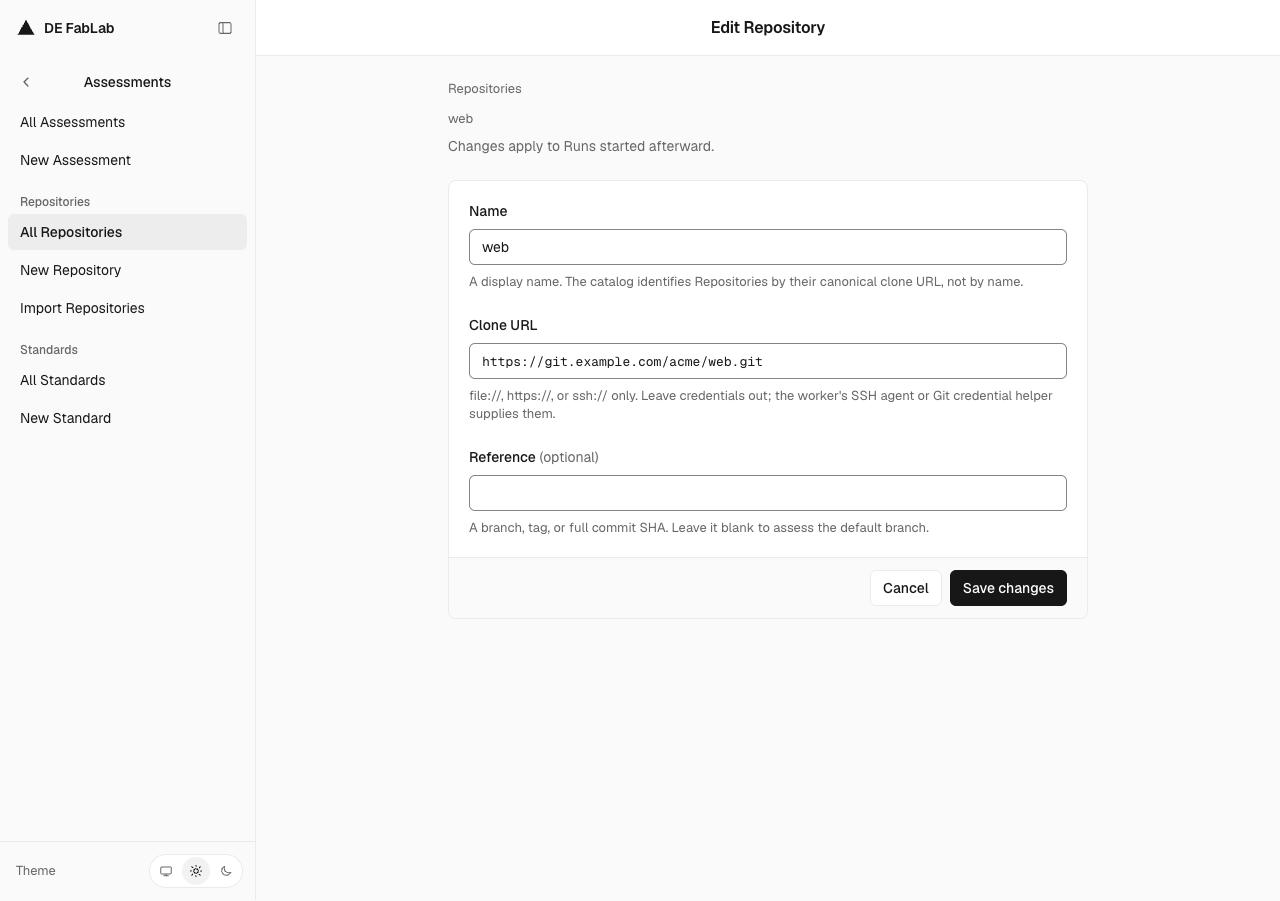 DE FabLab
Edit Repository
Assessments
All Assessments
New Assessment
Repositories
All Repositories
New Repository
Import Repositories
Standards
All Standards
New Standard
Theme
Repositories
web
Changes apply to Runs started afterward.
Name
web
A display name. The catalog identifies Repositories by their canonical clone URL, not by name.
Clone URL
https://git.example.com/acme/web.git
file://, https://, or ssh:// only. Leave credentials out; the worker's SSH agent or Git credential helper
supplies them.
Reference (optional)
A branch, tag, or full commit SHA. Leave it blank to assess the default branch.
Cancel
Save changes